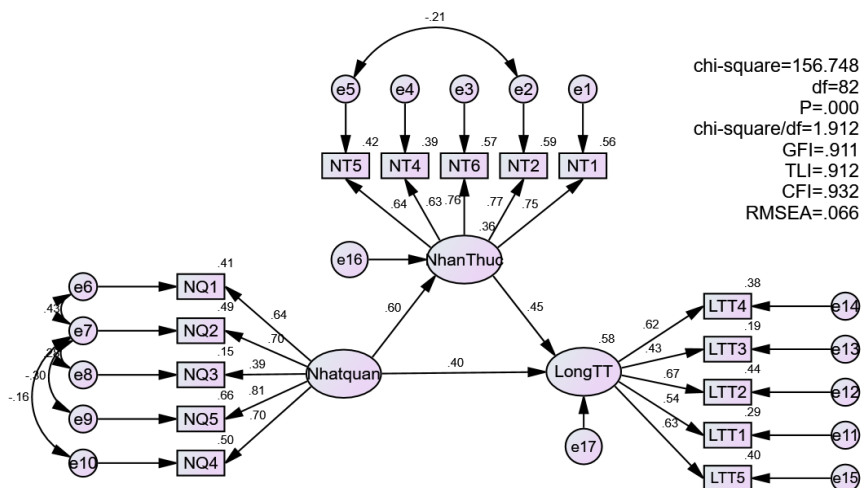 -.21
chi-square=156.748
df=82
P=.000
chi-square/df=1.912
GFI=.911
TLI=.912
CFI=.932
RMSEA=.066
e5
e4
e3
e2
e1
.42
.39
.57
.59
.56
NT5
NT4
NT6
NT2
NT1
.64
.63
.76
.77
.75
.36
NhanThuc
e16
.41
e6
NQ1
.43
.64
.60
.45
.49
e7
NQ2
.70
.15
e8
NQ3
.39
-.30
-.16
.66
.81
e9
NQ5
.70
.50
e10
NQ4
Nhatquan
.40
.58
LongTT
e17
.38
.62
LTT4
e14
.19
.43
LTT3
e13
.44
.67
LTT2
e12
.29
.54
LTT1
e11
.40
.63
LTT5
e15